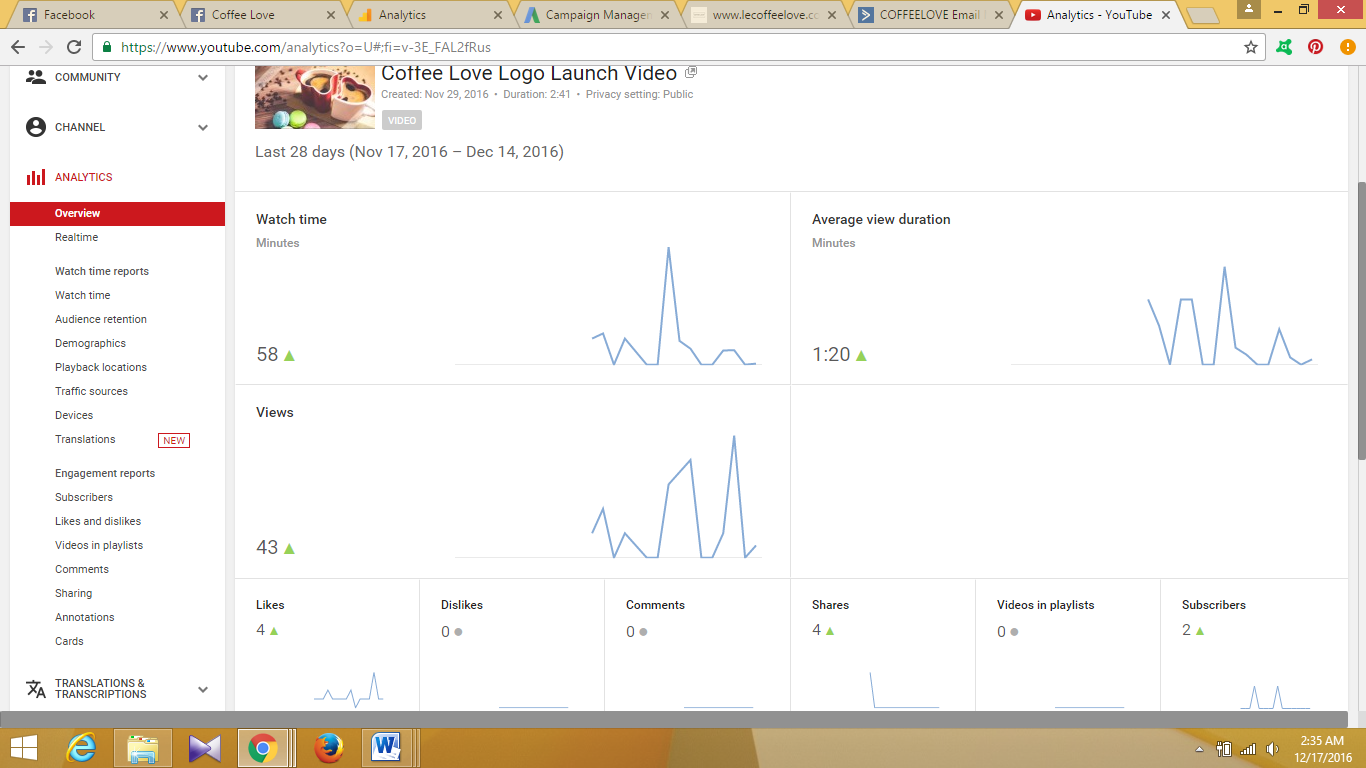 Facebook
Coffee Love
Analytics
Campaign Managem
www.lecoffeelove.co
COFFEELOVE Email
Analytics - YouTube
https://www.youtube.com/analytics?o=U#;fi=v-3E_FAL2fRus
COMMUNITY
CHANNEL
ANALYTICS
Overview
Realtime
Watch time reports
Watch time
Audience retention
Demographics
Playback locations
Traffic sources
Devices
Translations NEW
Engagement reports
Subscribers
Likes and dislikes
Videos in playlists
Comments
Sharing
Annotations
Cards
TRANSLATIONS &
TRANSCRIPTIONS
Coffee Love Logo Launch Video
Created: Nov 29, 2016 • Duration: 2:41 • Privacy setting: Public
VIDEO
Last 28 days (Nov 17, 2016 – Dec 14, 2016)
Watch time
Minutes
58
Average view duration
Minutes
1:20
Views
43
Likes
4
Dislikes
0
Comments
0
Shares
4
Videos in playlists
0
Subscribers
2
2:35 AM
12/17/2016